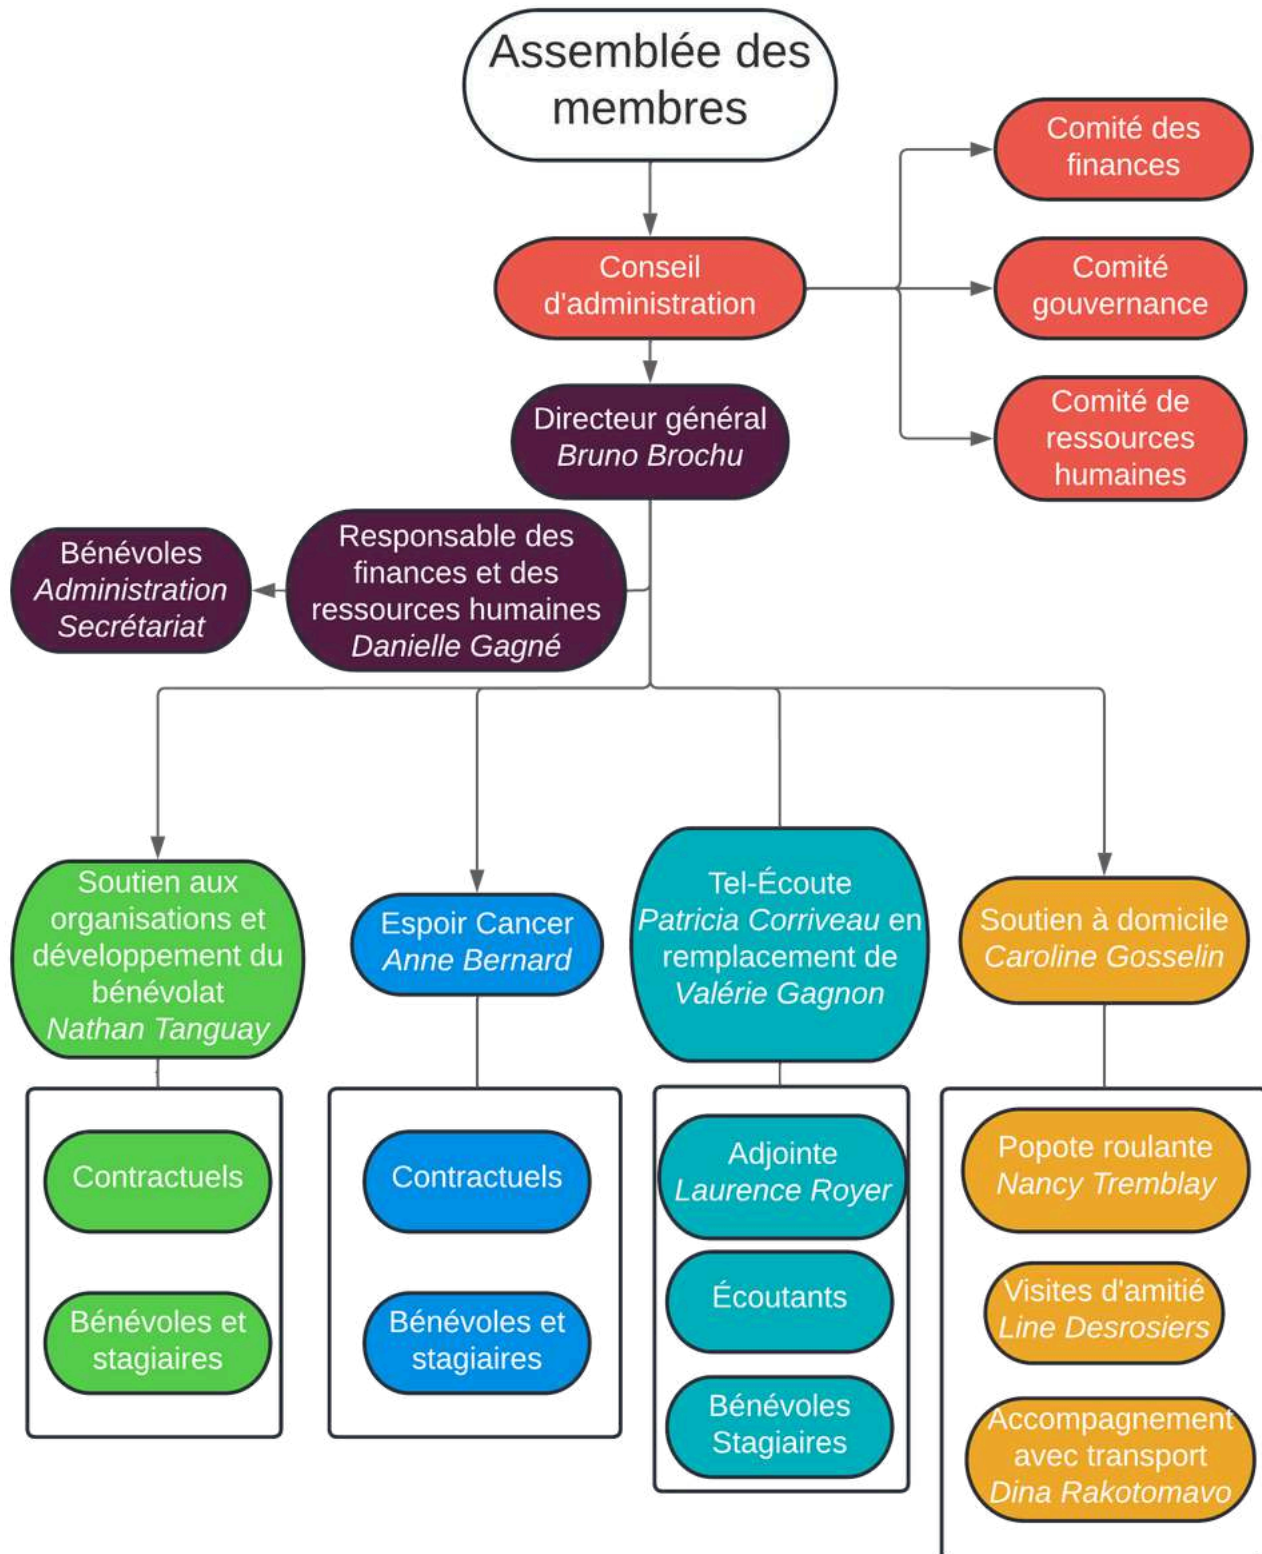 Assemblée des
membres
Comité des
finances
Conseil
d'administration
Comité
gouvernance
Comité de
ressources
humaines
Directeur général
Bruno Brochu
Responsable des
finances et des
ressources humaines
Danielle Gagné
Bénévoles
Administration
Secrétariat
Soutien aux
organisations et
développement du
bénévolat
Nathan Tanguay
Contractuels
Bénévoles et
stagiaires
Espoir Cancer
Anne Bernard
Contractuels
Bénévoles et
stagiaires
Tel-Écoute
Patricia Corriveau en
remplacement de
Valérie Gagnon
Adjointe
Laurence Royer
Écoutants
Bénévoles
Stagiaires
Soutien à domicile
Caroline Gosselin
Popote roulante
Nancy Tremblay
Visites d'amitié
Line Desrosiers
Accompagnement
avec transport
Dina Rakotomavo